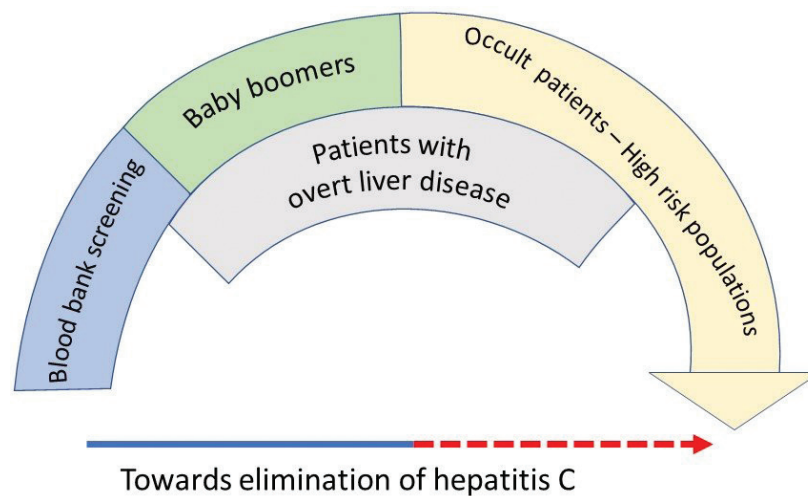 Blood bank screening
Baby boomers
Occult patients – High risk populations
Patients with
overt liver disease
Towards elimination of hepatitis C